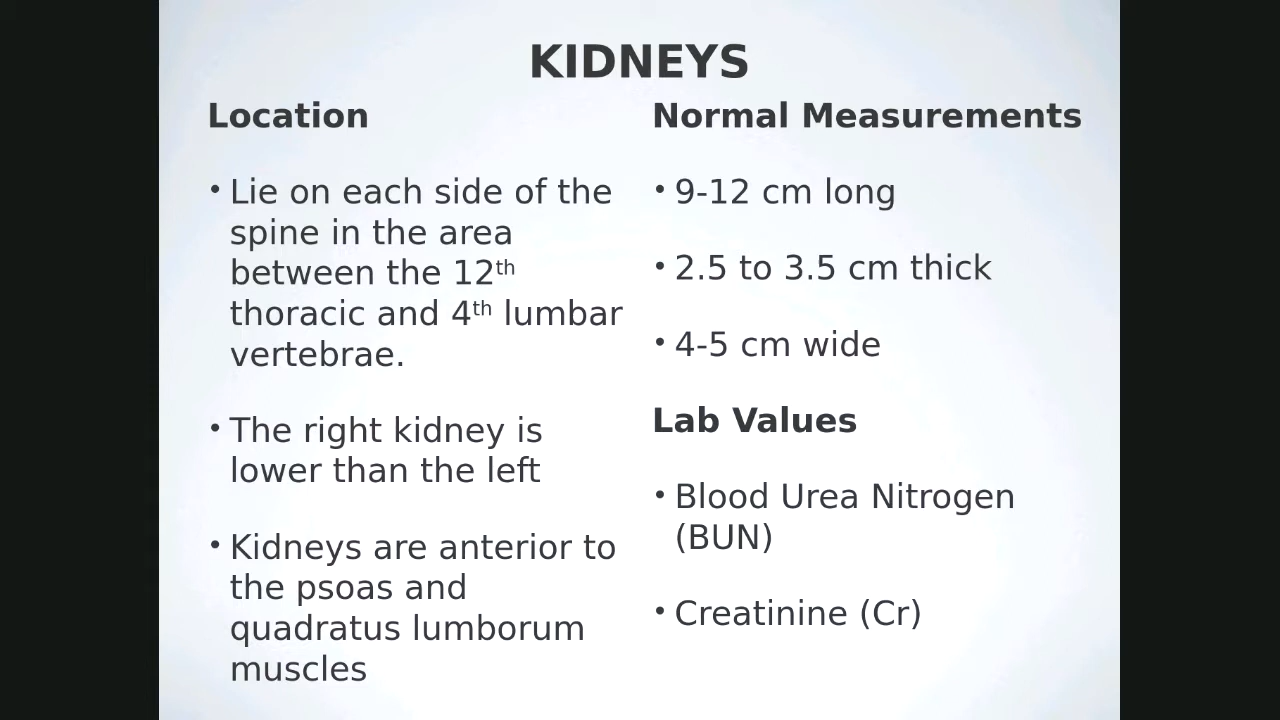 KIDNEYS
Location
• Lie on each side of the
spine in the area
between the 12th
thoracic and 4th lumbar
vertebrae.
• The right kidney is
lower than the left
• Kidneys are anterior to
the psoas and
quadratus lumborum
muscles
Normal Measurements
• 9-12 cm long
• 2.5 to 3.5 cm thick
• 4-5 cm wide
Lab Values
• Blood Urea Nitrogen
(BUN)
• Creatinine (Cr)